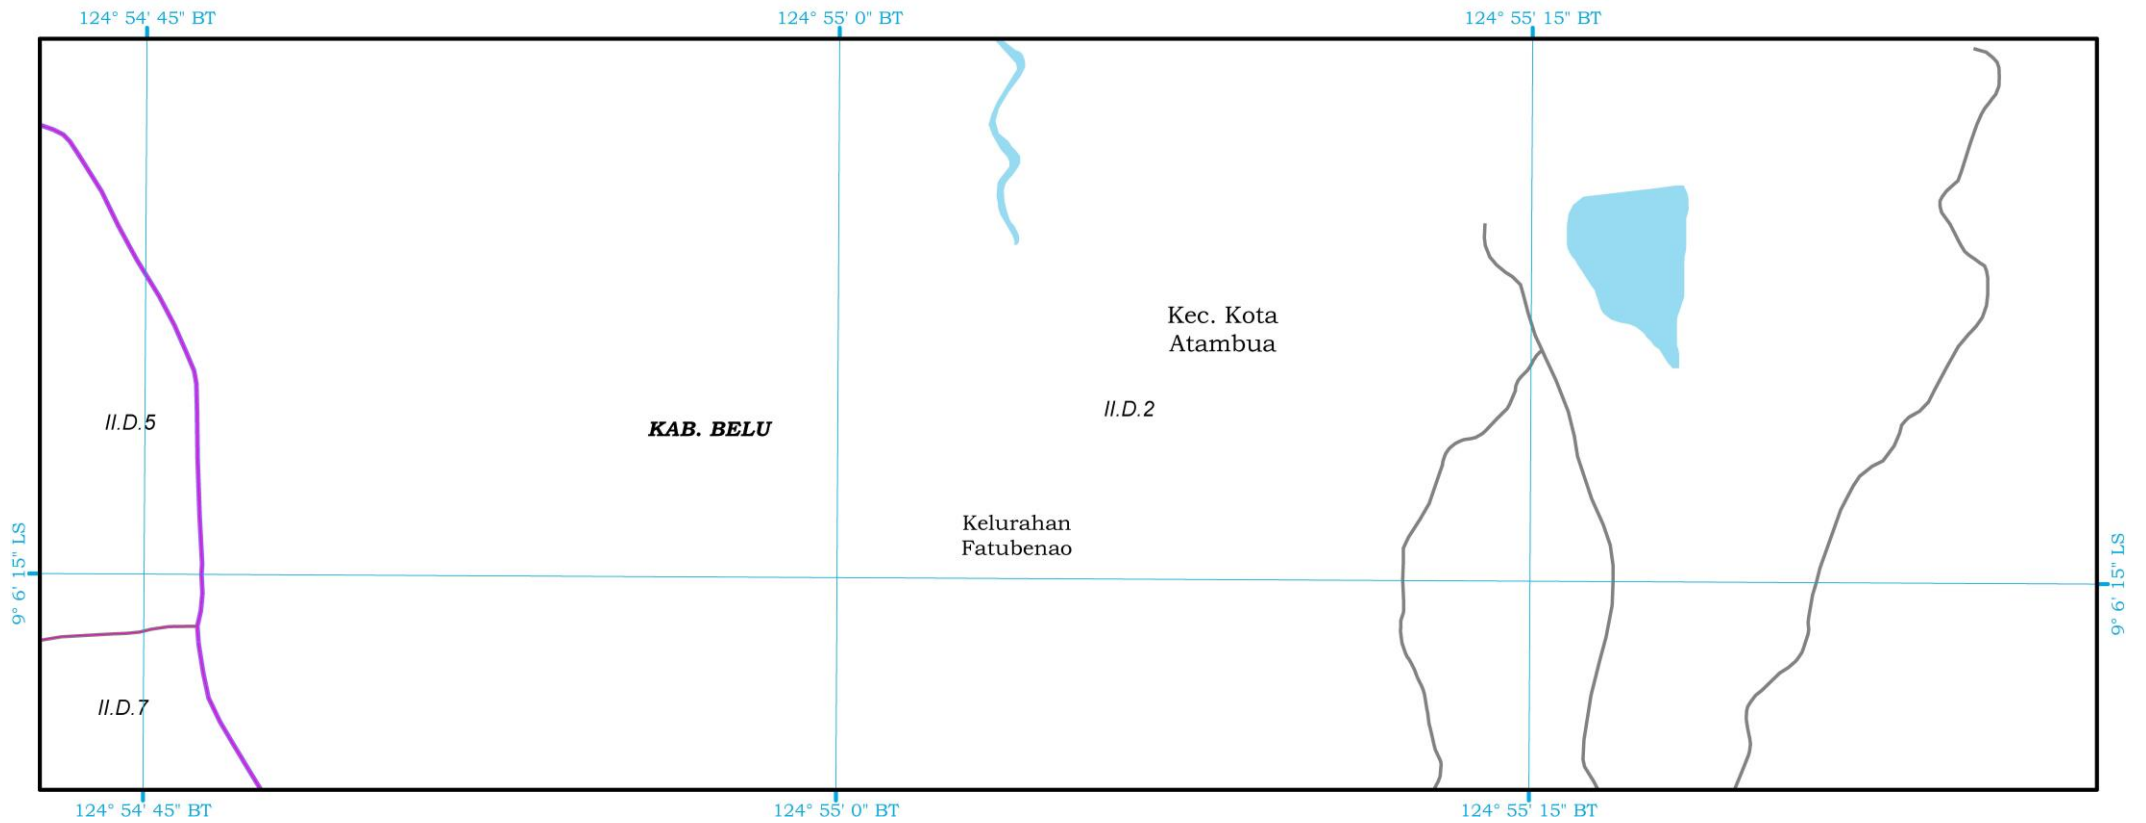 124° 54' 45" BT
124° 55' 0" BT
124° 55' 15" BT
Kec. Kota
Atambua
II.D.2
II.D.5
KAB. BELU
Kelurahan
Fatubenao
9° 6' 15" LS
9° 6' 15" LS
II.D.7
124° 54' 45" BT
124° 55' 0" BT
124° 55' 15" BT